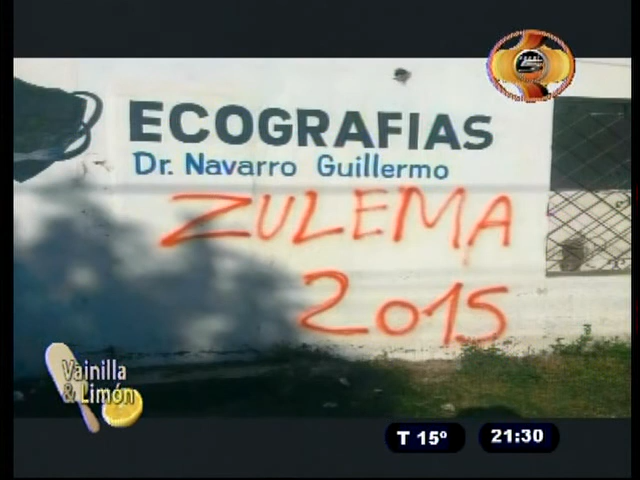 ECOGRAFIAS
Dr. Navarro Guillermo
ZULEMA
2015
Vainilla
& Limón
T 15º
21:30